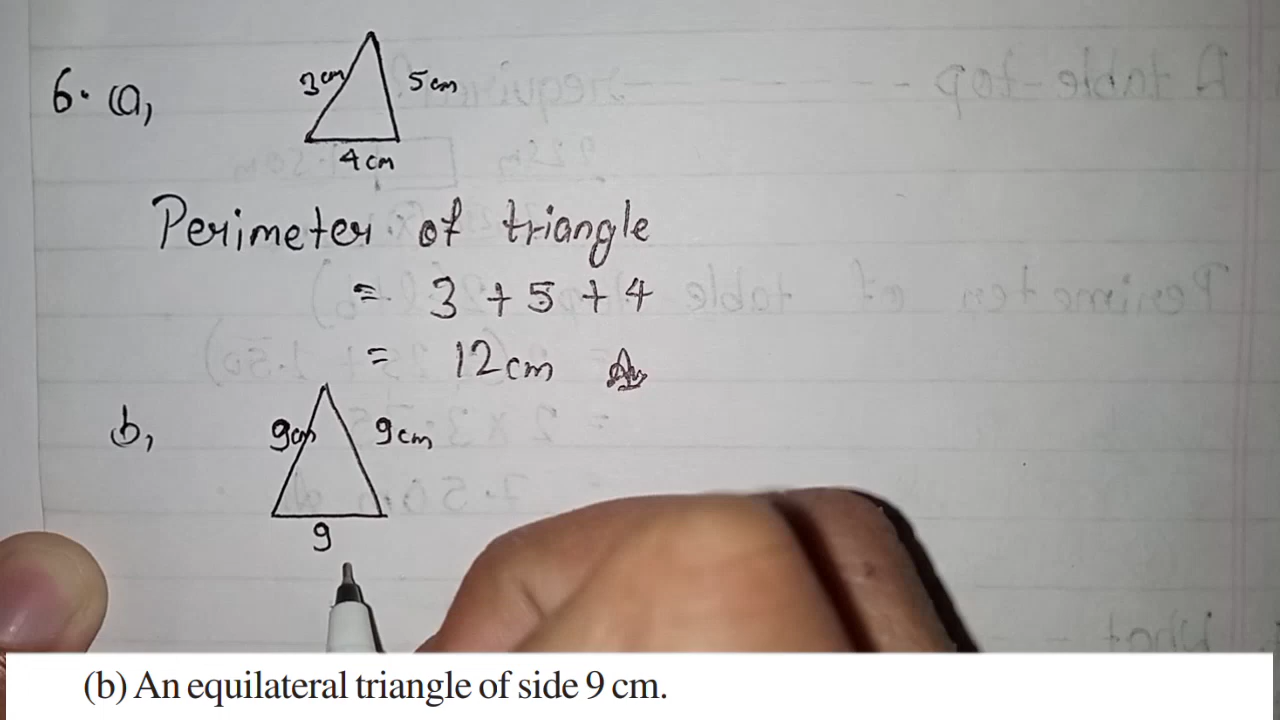 6. (a,
3cm
5cm
4cm
Perimeter of triangle
= 3 + 5 + 4
= 12cm Ans
b,
9cm
9cm
9
(b) An equilateral triangle of side 9 cm.